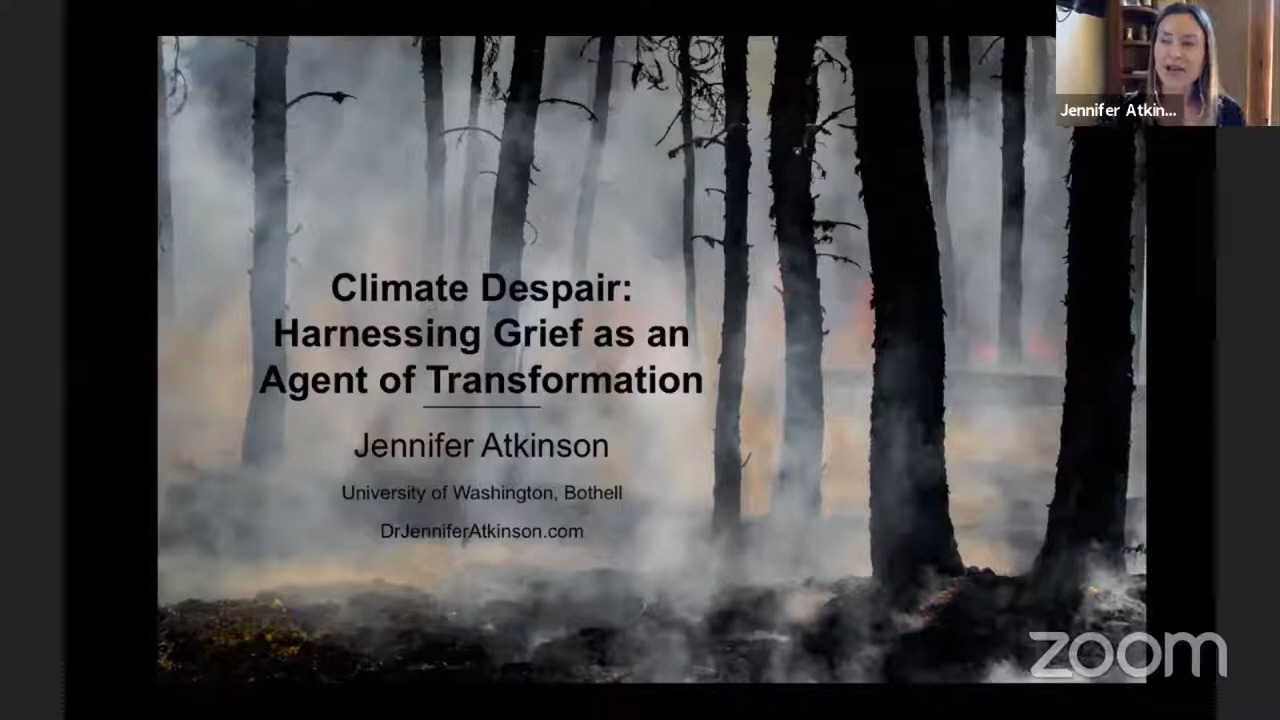 Jennifer Atkin...
Climate Despair:
Harnessing Grief as an
Agent of Transformation
Jennifer Atkinson
University of Washington, Bothell
DrJenniferAtkinson.com
zoom